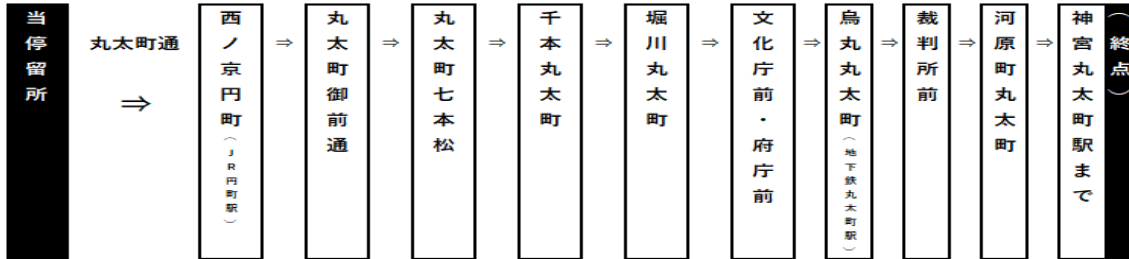 当停留所
丸太町通
⇒
西ノ京円町（JR円町駅）
⇒
丸太町御前通
⇒
丸太町七本松
⇒
千本丸太町
⇒
堀川丸太町
⇒
文化庁前・府庁前
⇒
烏丸丸太町（地下鉄丸太町駅）
⇒
裁判所前
⇒
河原町丸太町
⇒
神宮丸太町駅まで
（終点）